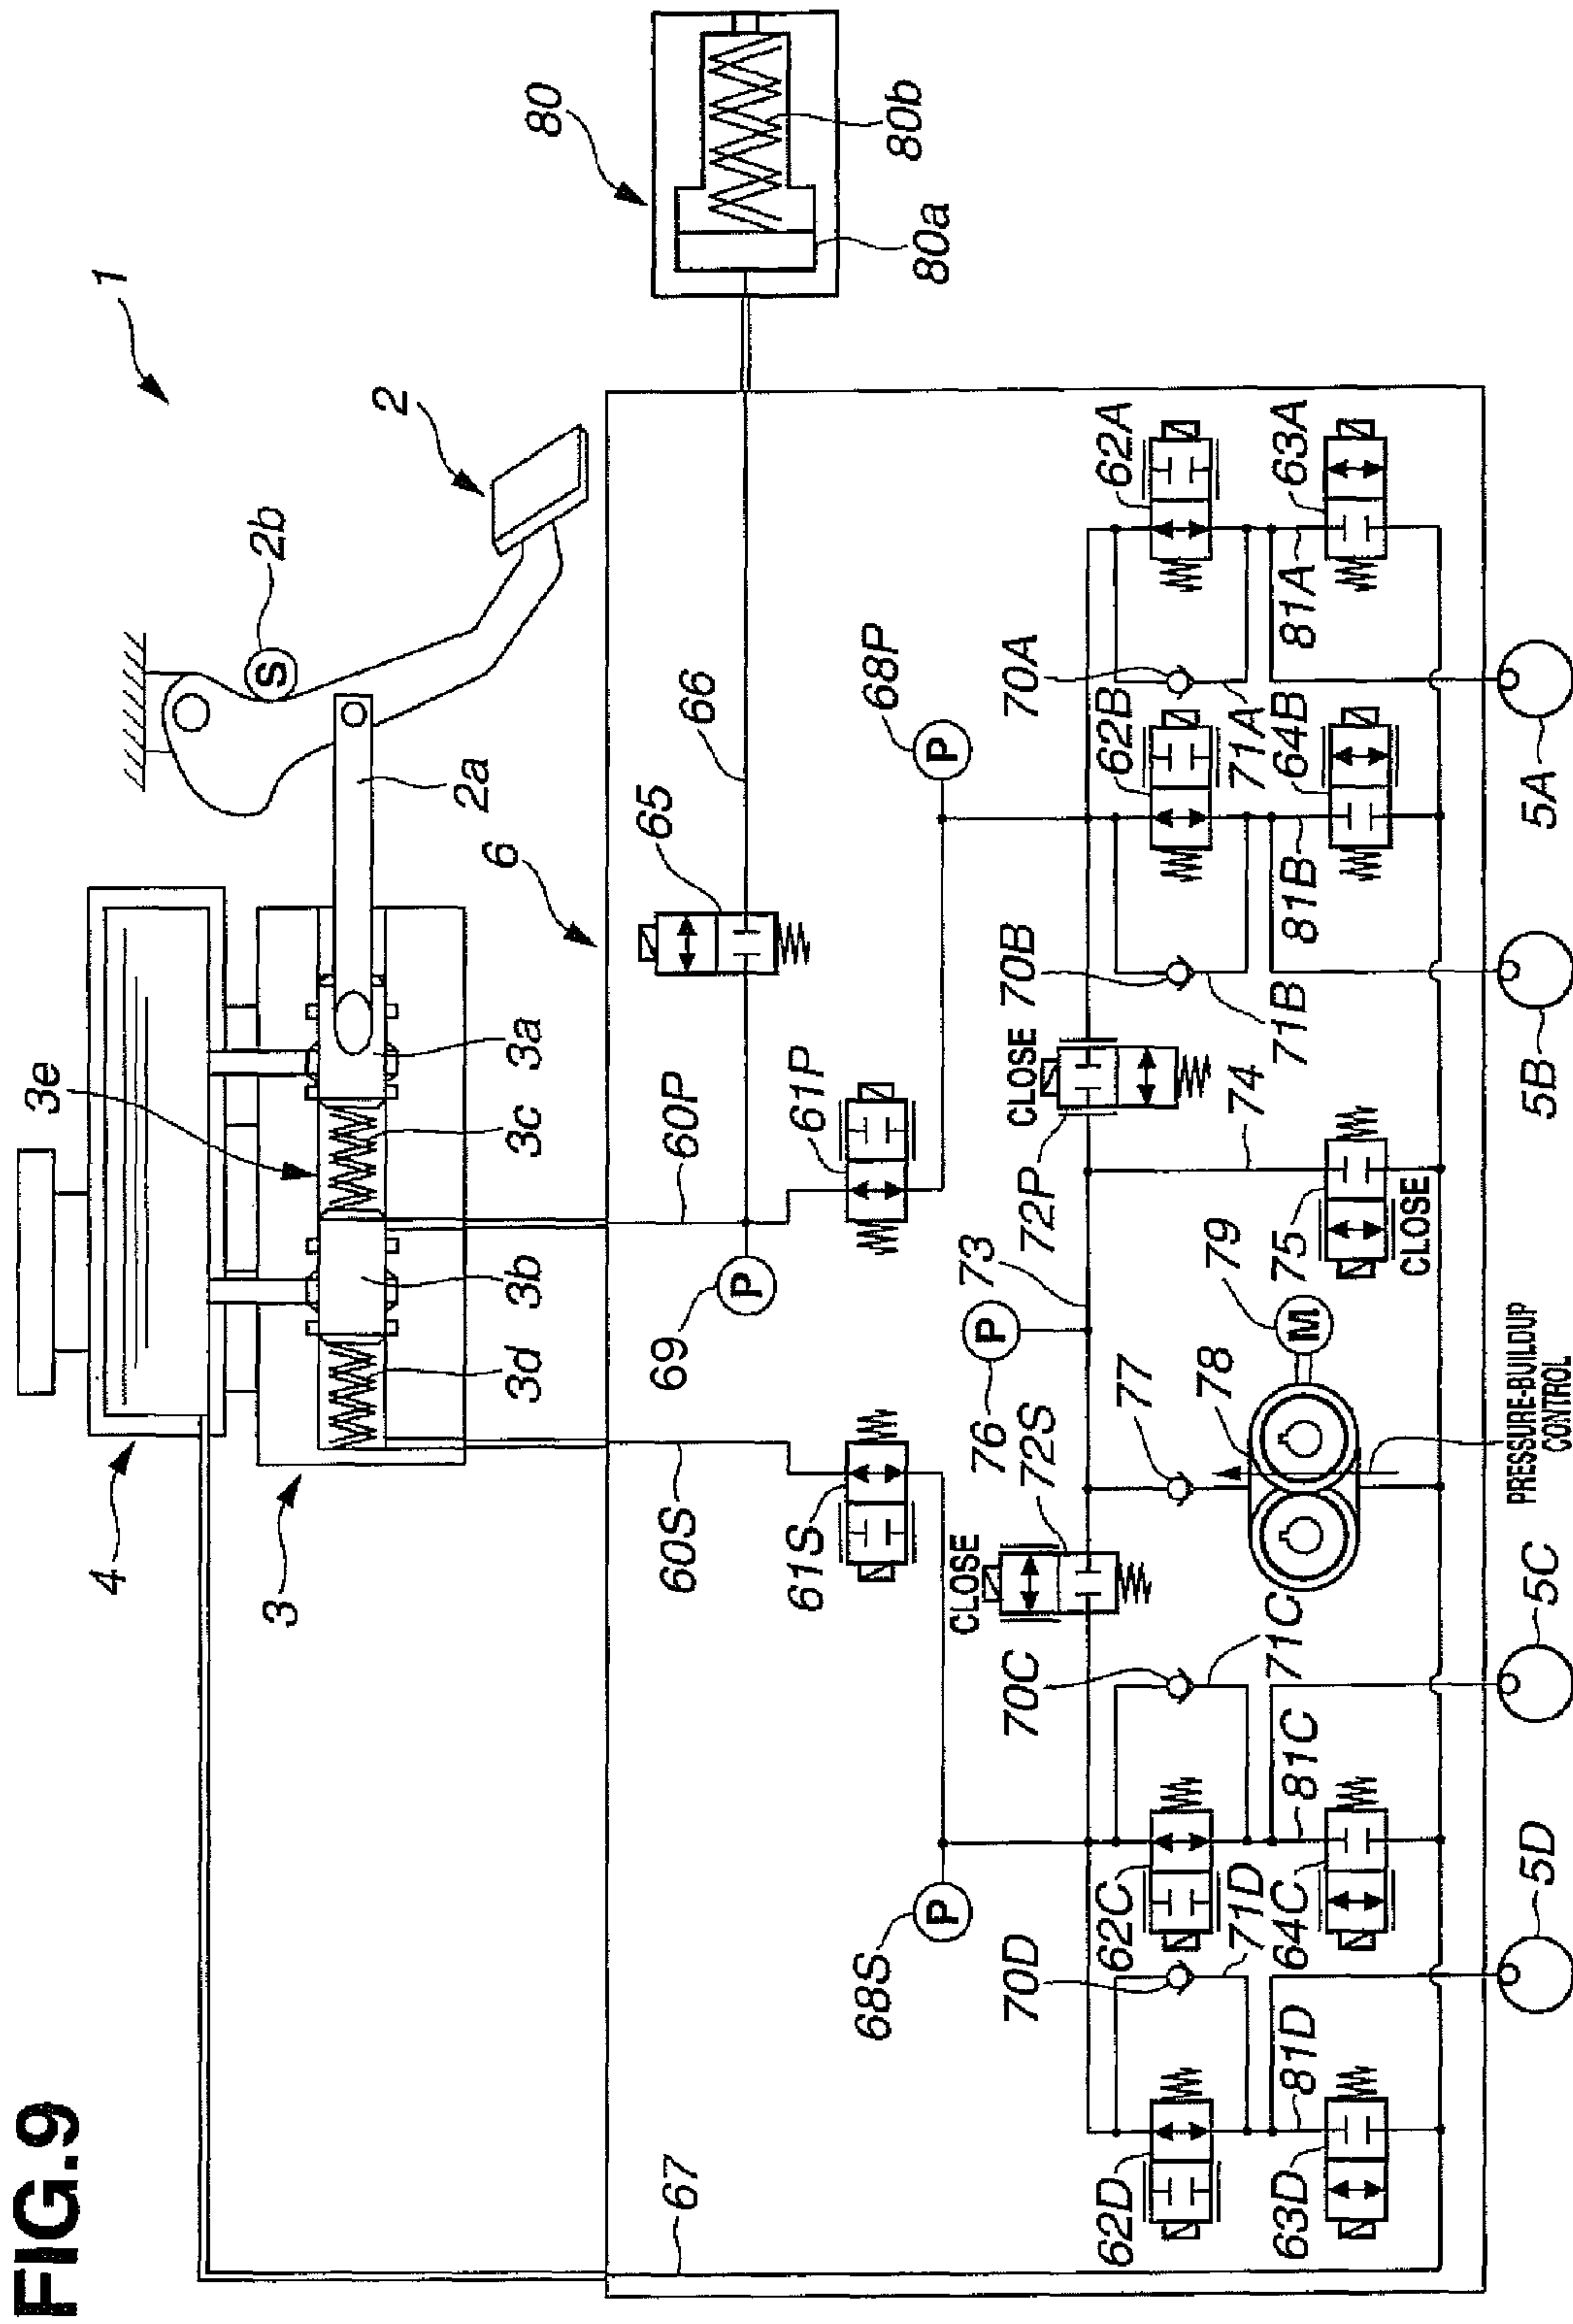 FIG.9
1
2
2a
2b
3
3a
3b
3c
3d
3e
4
S
80
80a
80b
6
65
66
60P
60S
69
P
61P
61S
68P
P
68S
P
CLOSE
72P
CLOSE
72S
73
74
76
P
77
78
79
M
75
CLOSE
PRESSURE-BUILDUP
CONTROL
70A
70B
70C
70D
71A
71B
71C
71D
62A
62B
62C
62D
63A
64B
64C
63D
81A
81B
81C
81D
67
5A
5B
5C
5D